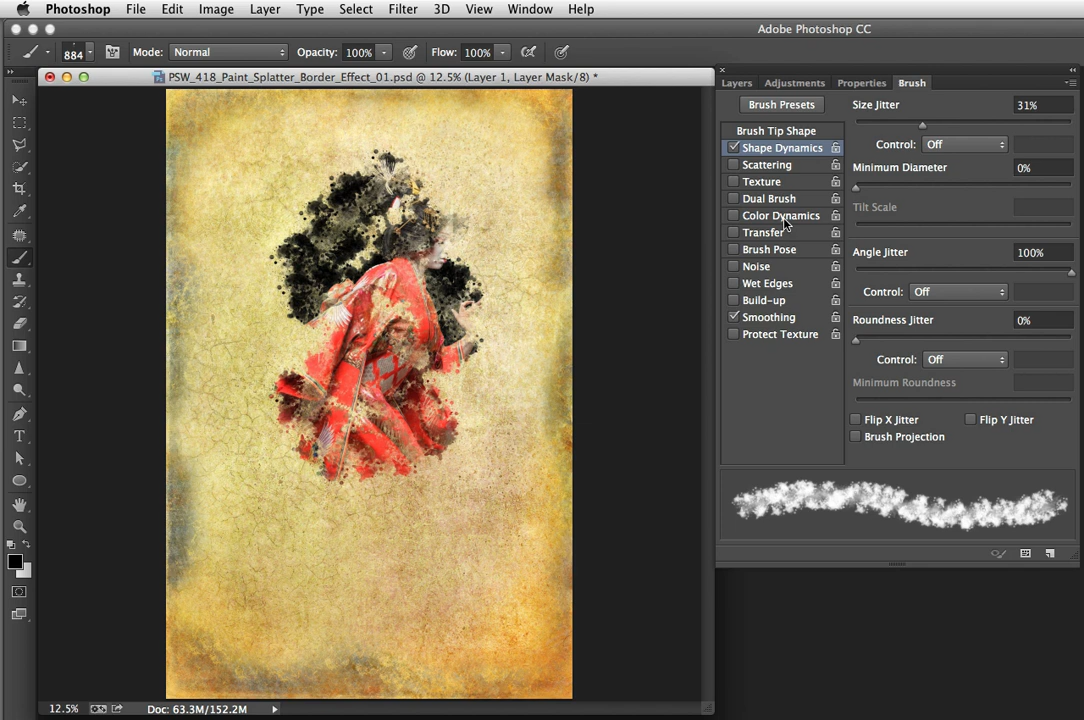 Photoshop File Edit Image Layer Type Select Filter 3D View Window Help
Adobe Photoshop CC
884 Mode: Normal Opacity: 100% Flow: 100%
PSW_418_Paint_Splatter_Border_Effect_01.psd @ 12.5% (Layer 1, Layer Mask/8) *
Layers Adjustments Properties Brush
Brush Presets
Brush Tip Shape
Shape Dynamics
Scattering
Texture
Dual Brush
Color Dynamics
Transfer
Brush Pose
Noise
Wet Edges
Build-up
Smoothing
Protect Texture
Size Jitter 31%
Control: Off
Minimum Diameter 0%
Tilt Scale
Angle Jitter 100%
Control: Off
Roundness Jitter 0%
Control: Off
Minimum Roundness
Flip X Jitter Flip Y Jitter
Brush Projection
12.5% Doc: 63.3M/152.2M